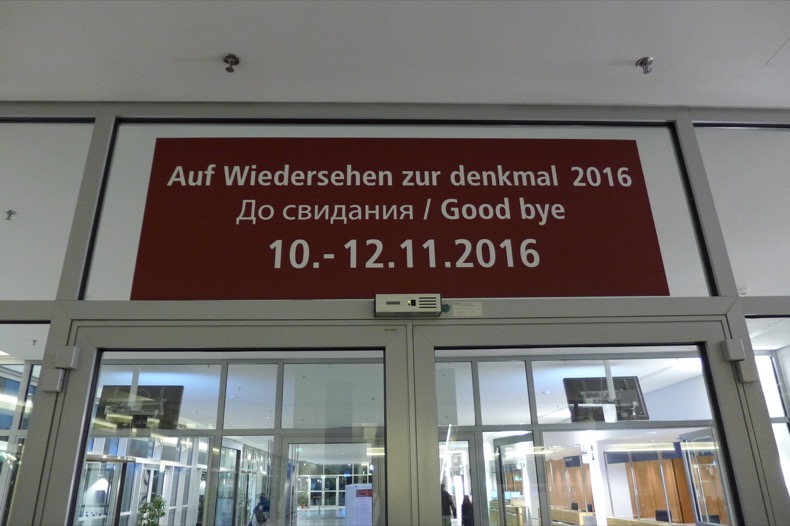 Auf Wiedersehen zur denkmal 2016
До свидания / Good bye
10.- 12.11.2016